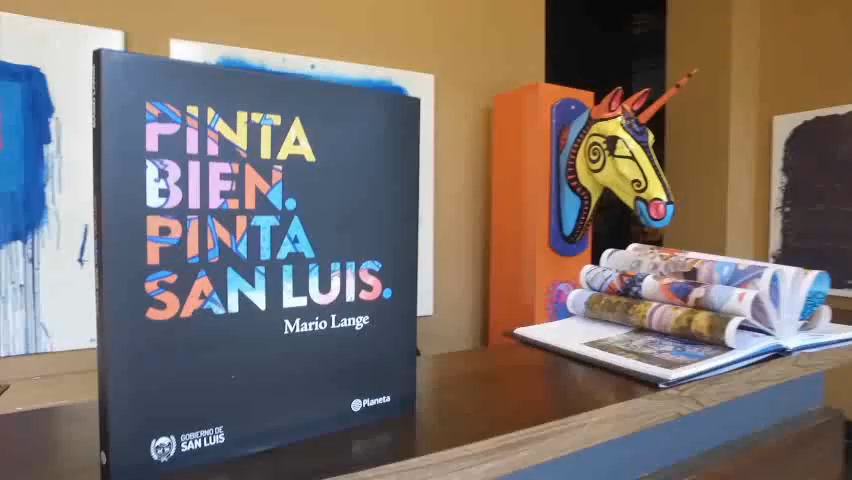 PINTA
BIEN.
PINTA
SAN LUIS.
Mario Lange
Planeta
GOBIERNO DE
SAN LUIS